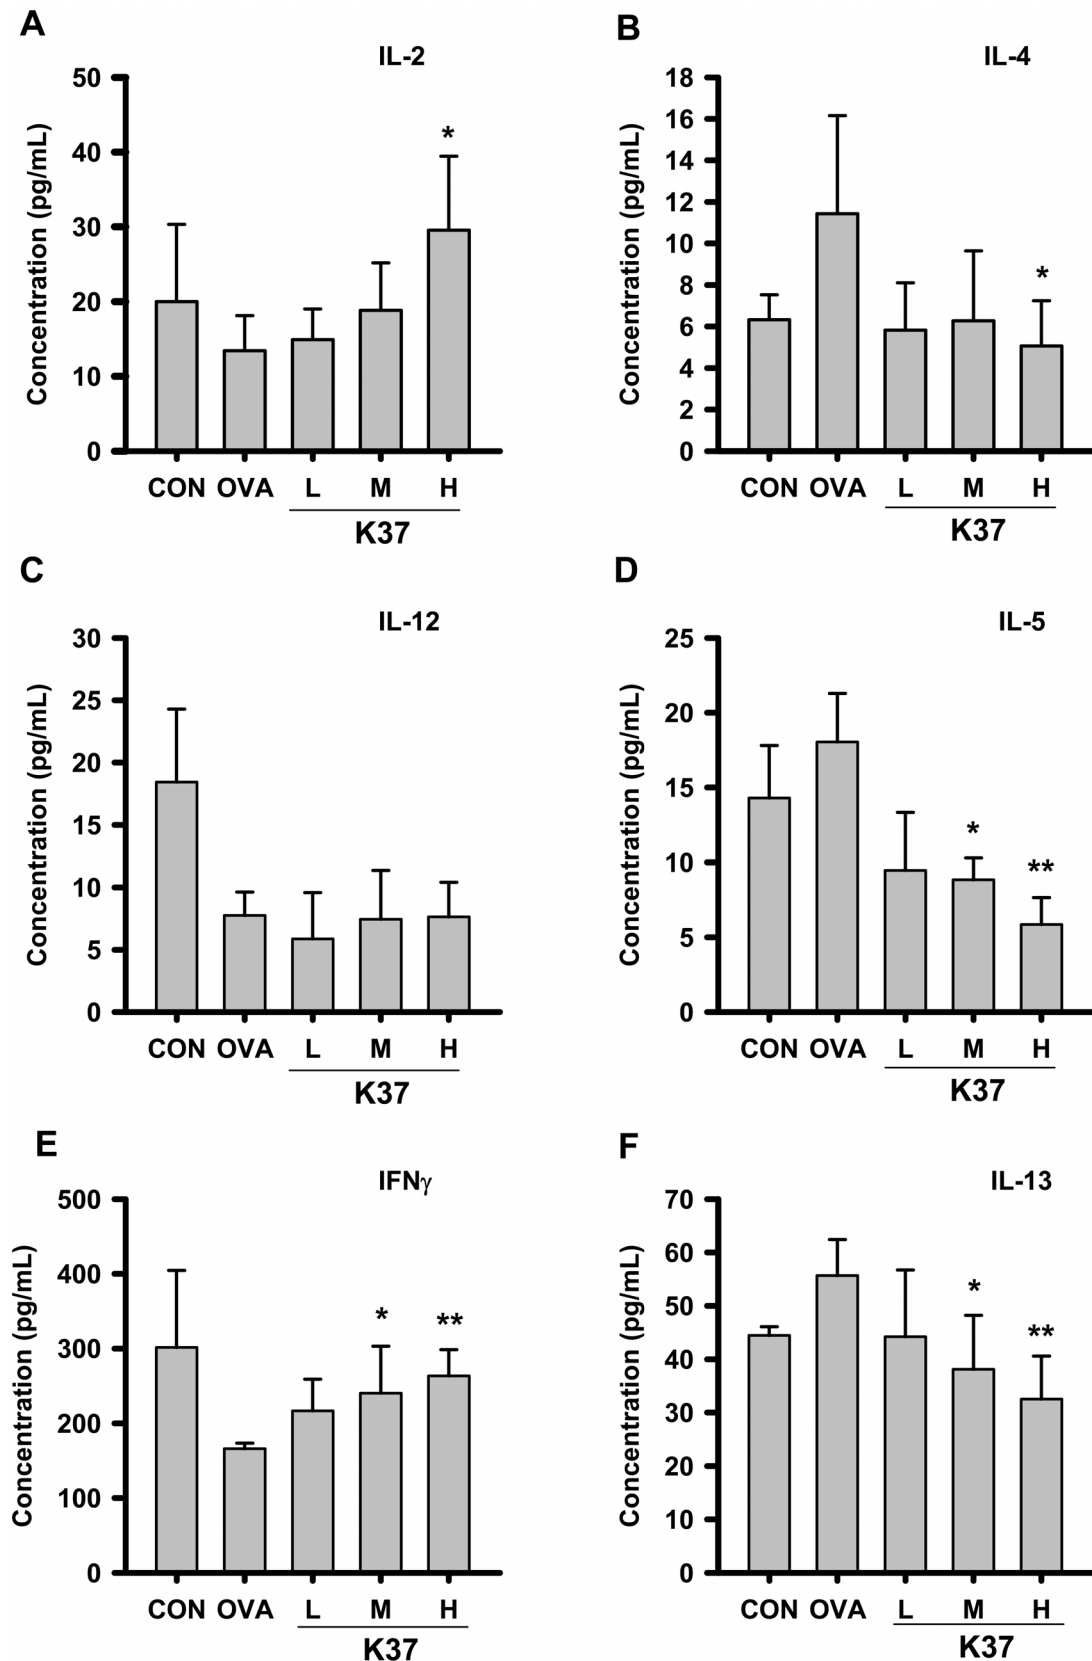 A
IL-2
Concentration (pg/mL)
50
40
30
20
10
0
*
CON OVA L M H
K37
B
IL-4
Concentration (pg/mL)
18
16
14
12
10
8
6
4
2
0
*
CON OVA L M H
K37
C
IL-12
Concentration (pg/mL)
30
25
20
15
10
5
0
CON OVA L M H
K37
D
IL-5
Concentration (pg/mL)
25
20
15
10
5
0
* **
CON OVA L M H
K37
E
IFNγ
Concentration (pg/mL)
500
400
300
200
100
0
* **
CON OVA L M H
K37
F
IL-13
Concentration (pg/mL)
70
60
50
40
30
20
10
0
* **
CON OVA L M H
K37